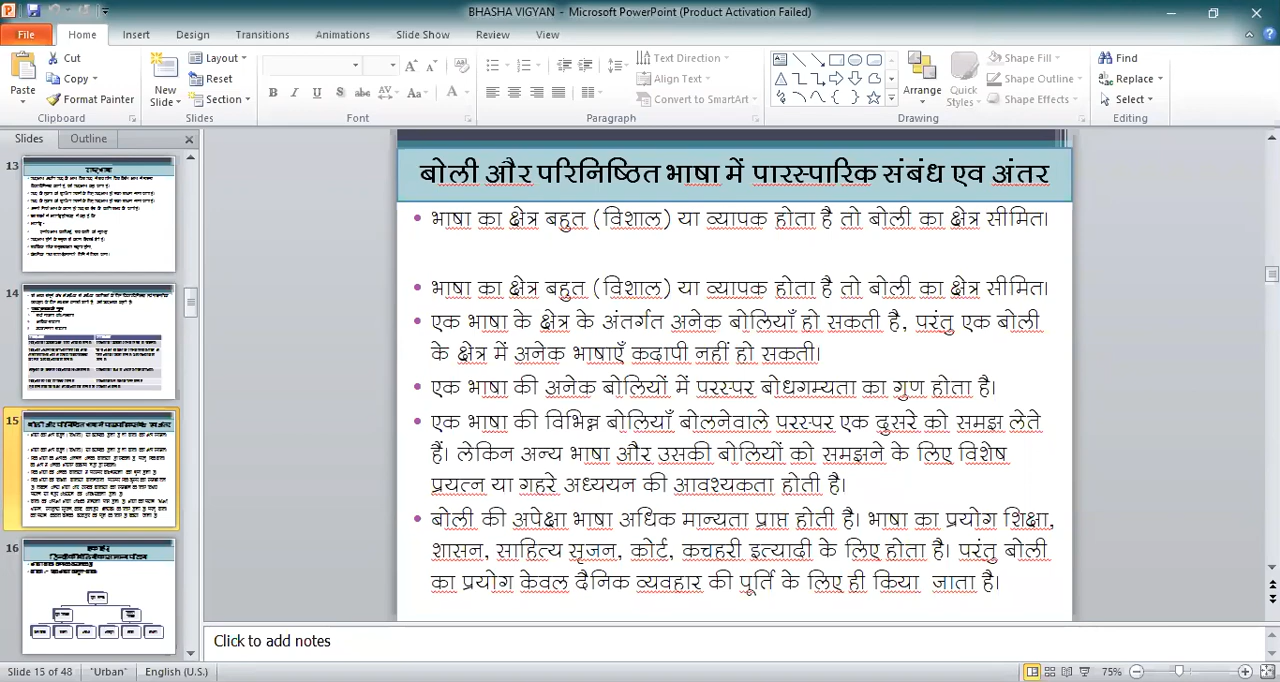 BHASHA VIGYAN - Microsoft PowerPoint (Product Activation Failed)
File Home Insert Design Transitions Animations Slide Show Review View
Cut
Copy
Format Painter
Paste
Clipboard
New Slide
Layout
Reset
Section
Slides
B I U S abc AV Aa A
Font
Text Direction
Align Text
Convert to SmartArt
Paragraph
Arrange
Quick Styles
Shape Fill
Shape Outline
Shape Effects
Drawing
Find
Replace
Select
Editing
Slides Outline
13
14
15
16
बोली और परिनिष्ठित भाषा में पारस्पारिक संबंध एव अंतर
भाषा का क्षेत्र बहुत (विशाल) या व्यापक होता है तो बोली का क्षेत्र सीमित।
भाषा का क्षेत्र बहुत (विशाल) या व्यापक होता है तो बोली का क्षेत्र सीमित।
एक भाषा के क्षेत्र के अंतर्गत अनेक बोलियाँ हो सकती है, परंतु एक बोली
के क्षेत्र में अनेक भाषाएँ कदापी नहीं हो सकती।
एक भाषा की अनेक बोलियों में परस्पर बोधगम्यता का गुण होता है।
एक भाषा की विभिन्न बोलियाँ बोलनेवाले परस्पर एक दुसरे को समझ लेते
हैं। लेकिन अन्य भाषा और उसकी बोलियों को समझने के लिए विशेष
प्रयत्न या गहरे अध्ययन की आवश्यकता होती है।
बोली की अपेक्षा भाषा अधिक मान्यता प्राप्त होती है। भाषा का प्रयोग शिक्षा,
शासन, साहित्य सृजन, कोर्ट, कचहरी इत्यादी के लिए होता है। परंतु बोली
का प्रयोग केवल दैनिक व्यवहार की पूर्ति के लिए ही किया जाता है।
Click to add notes
Slide 15 of 48 "Urban" English (U.S.) 75%